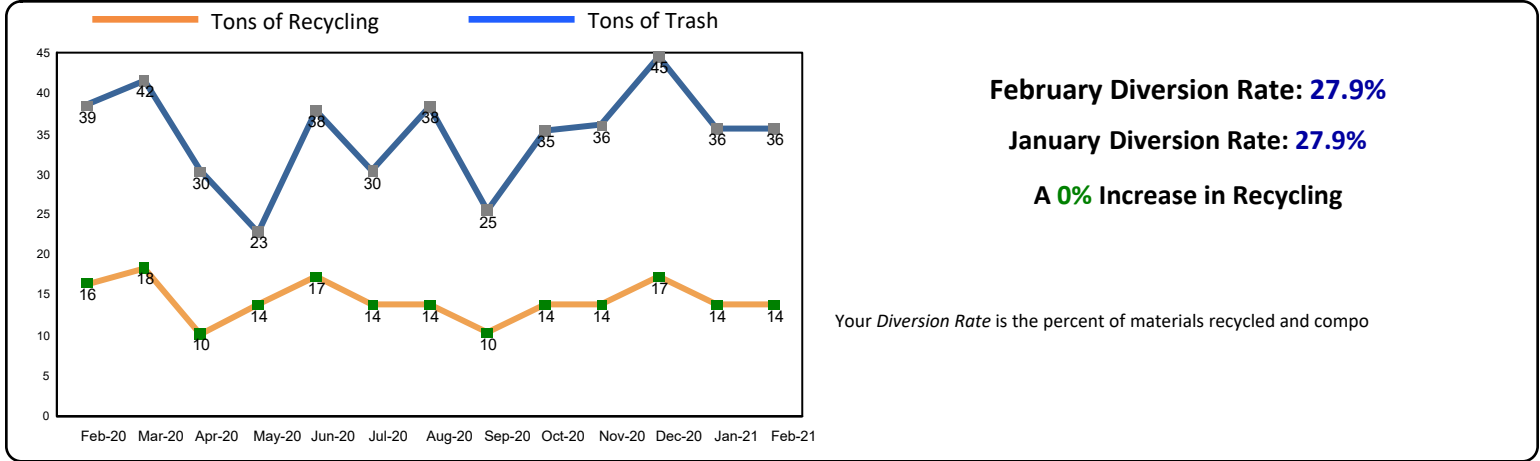 Tons of Recycling Tons of Trash
45
40
35
30
25
20
15
10
5
0
39 42 30 23 38 30 38 25 35 36 45 36 36
16 18 10 14 17 14 14 10 14 14 17 14 14
Feb-20 Mar-20 Apr-20 May-20 Jun-20 Jul-20 Aug-20 Sep-20 Oct-20 Nov-20 Dec-20 Jan-21 Feb-21
February Diversion Rate: 27.9%
January Diversion Rate: 27.9%
A 0% Increase in Recycling
Your Diversion Rate is the percent of materials recycled and compo